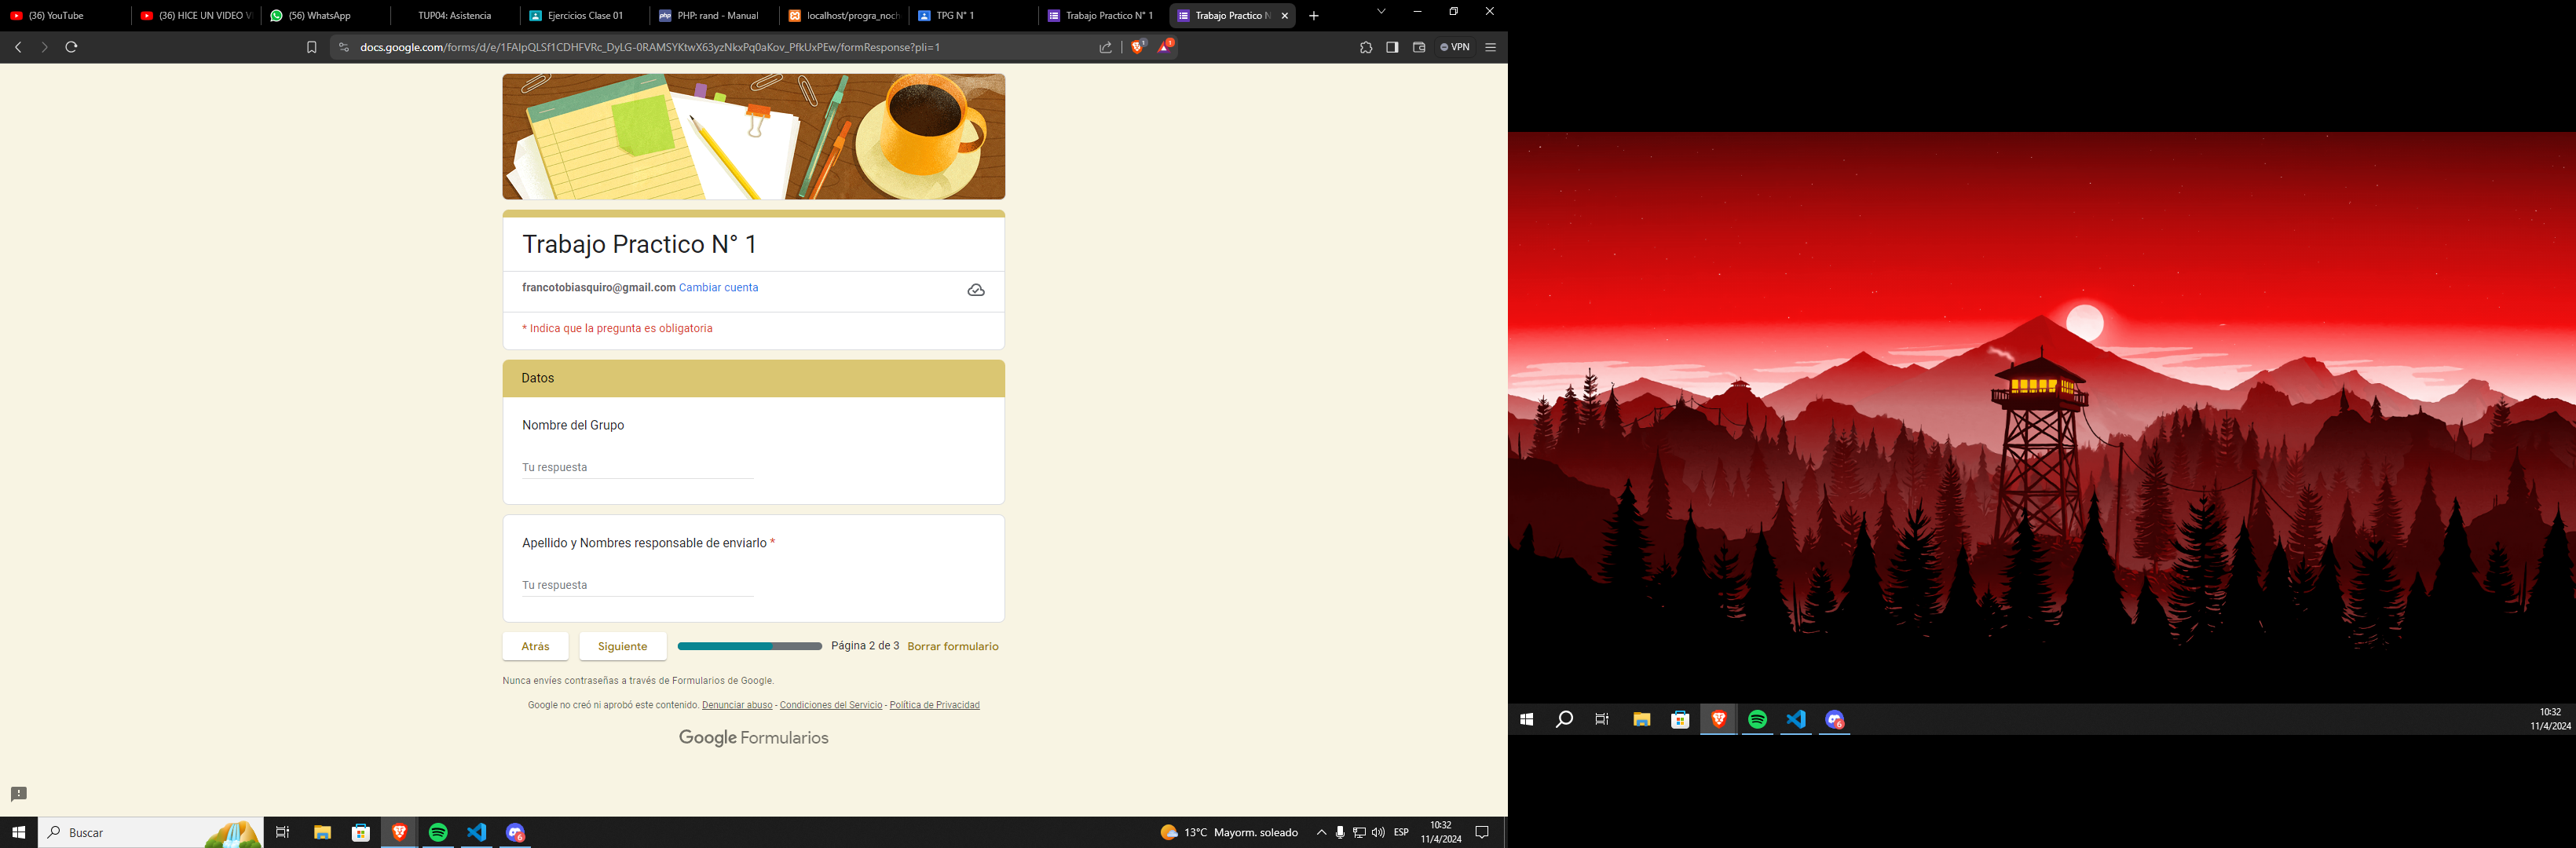 (36) YouTube
(36) HICE UN VIDEO V
(56) WhatsApp
TUP04: Asistencia
Ejercicios Clase 01
PHP: rand - Manual
localhost/progra_noch
TPG N° 1
Trabajo Practico N° 1
Trabajo Practico N
docs.google.com/forms/d/e/1FAIpQLSf1CDHFVRc_DyLG-0RAMSYKtwX63yzNkxPq0aKov_PfkUxPEw/formResponse?pli=1
VPN
Trabajo Practico N° 1
francotobiasquiro@gmail.com Cambiar cuenta
* Indica que la pregunta es obligatoria
Datos
Nombre del Grupo
Tu respuesta
Apellido y Nombres responsable de enviarlo *
Tu respuesta
Atrás
Siguiente
Página 2 de 3
Borrar formulario
Nunca envíes contraseñas a través de Formularios de Google.
Google no creó ni aprobó este contenido. Denunciar abuso - Condiciones del Servicio - Política de Privacidad
Google Formularios
Buscar
13°C Mayorm. soleado
ESP
10:32
11/4/2024
10:32
11/4/2024